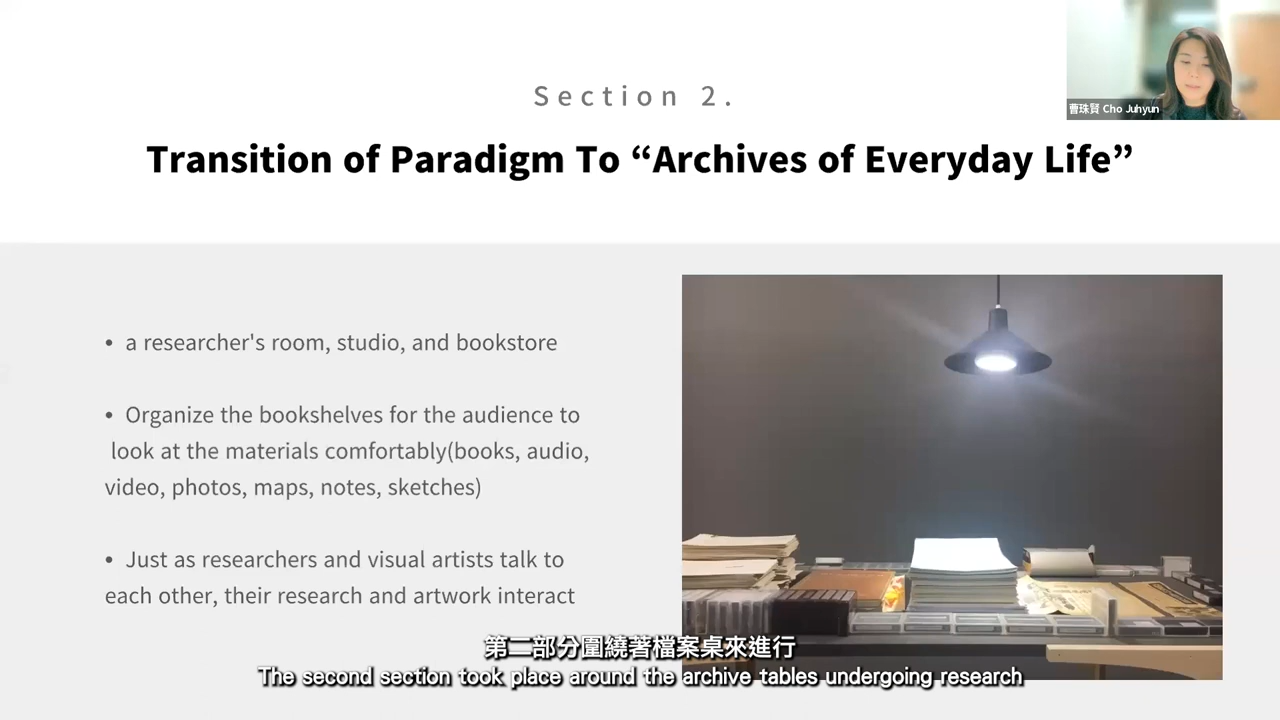 曹珠賢 Cho Juhyun
Section 2.
Transition of Paradigm To “Archives of Everyday Life”
• a researcher's room, studio, and bookstore
• Organize the bookshelves for the audience to
look at the materials comfortably(books, audio,
video, photos, maps, notes, sketches)
• Just as researchers and visual artists talk to
each other, their research and artwork interact
第二部分圍繞著檔案桌來進行
The second section took place around the archive tables undergoing research